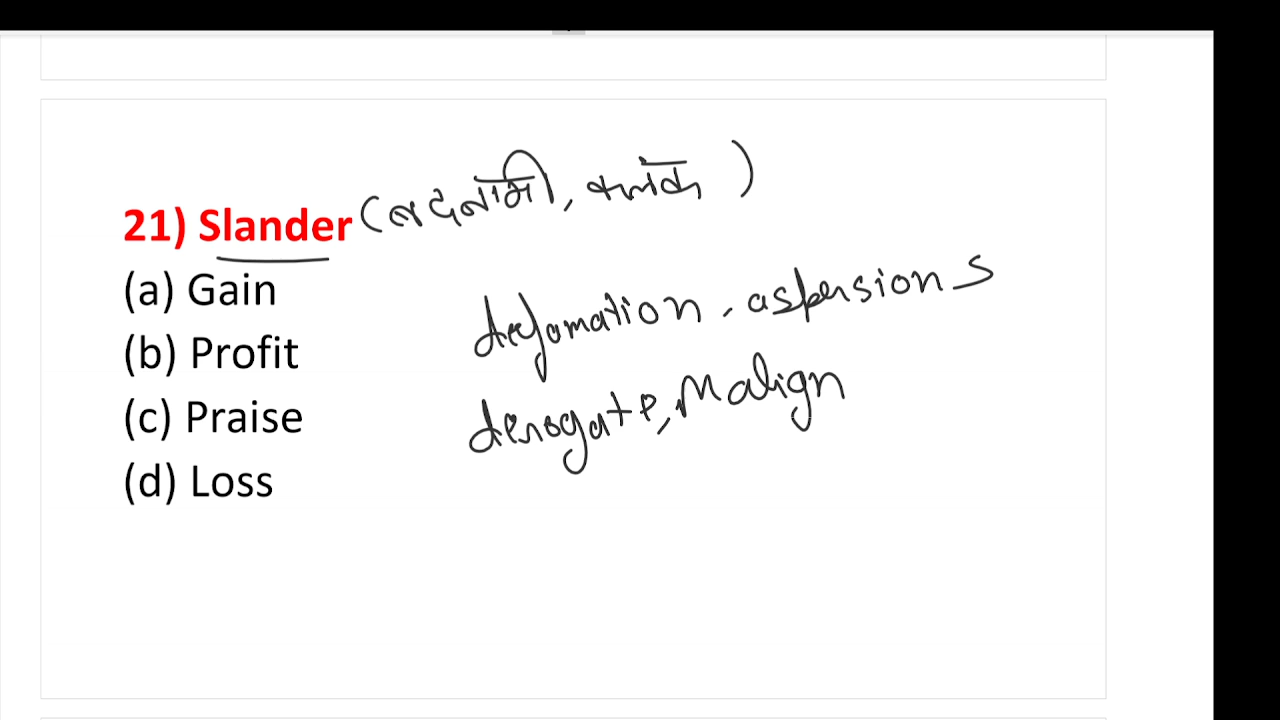 21) Slander (बदनामी, कलंक)
(a) Gain
(b) Profit
(c) Praise
(d) Loss
defamation, aspersions
derogate, Malign